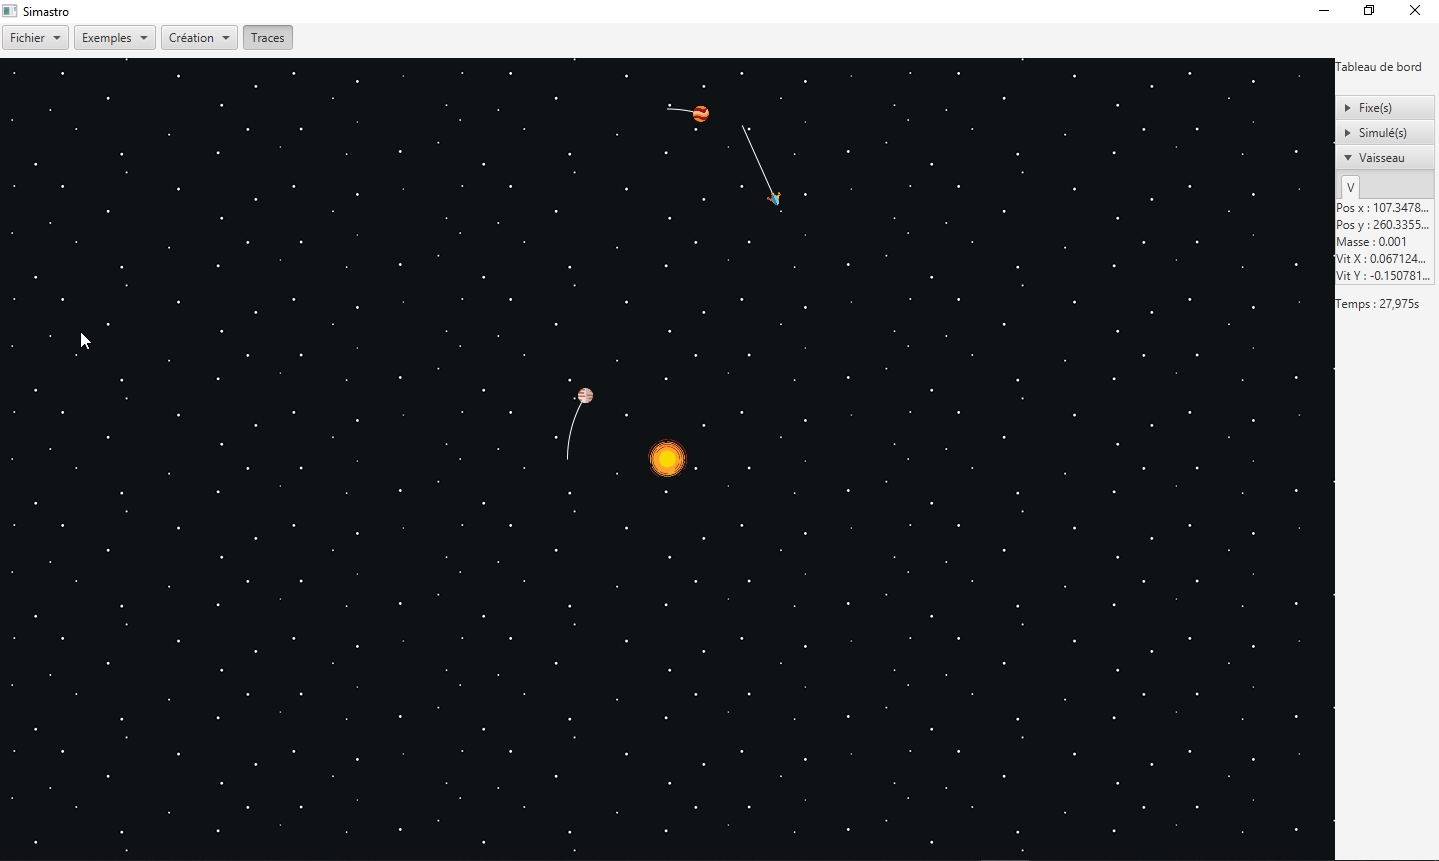 Simastro
Fichier Exemples Création Traces
Tableau de bord
Fixe(s)
Simulé(s)
Vaisseau
V
Pos x : 107.3478...
Pos y : 260.3355...
Masse : 0.001
Vit X : 0.067124...
Vit Y : -0.150781...
Temps : 27,975s